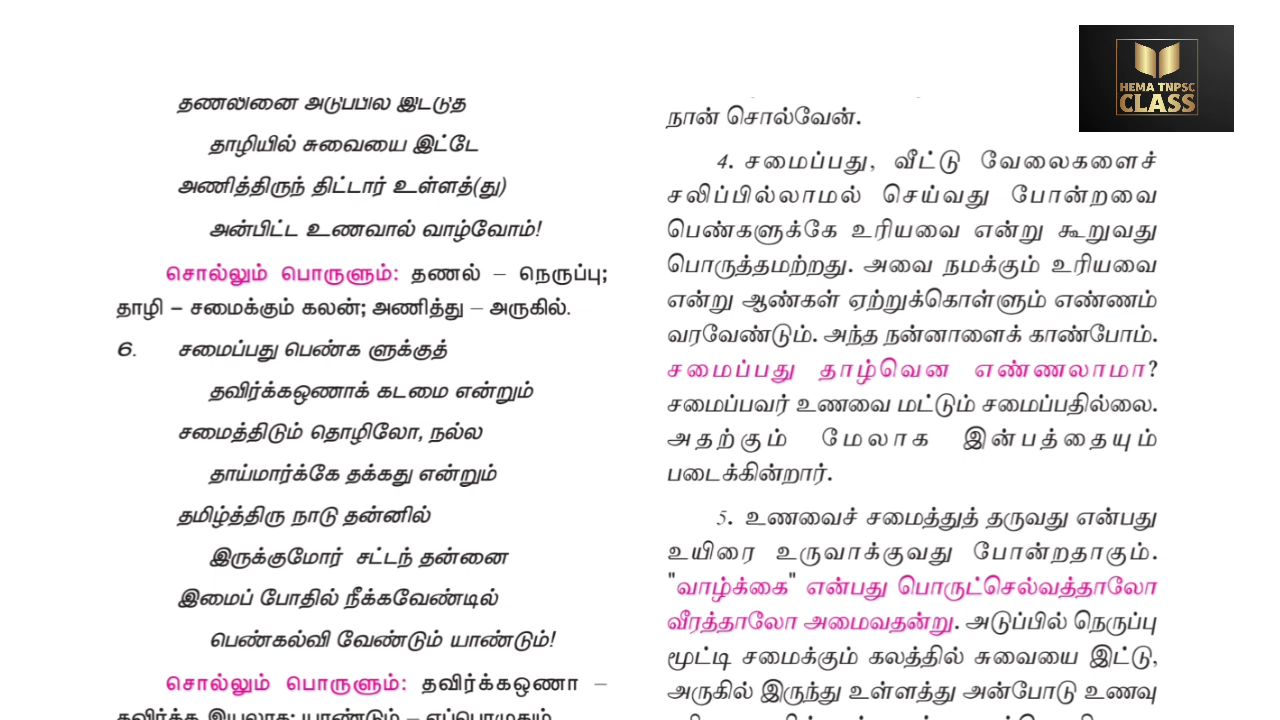 தணலினை அடுப்பில் இட்டுத்
தாழியில் சுவையை இட்டே
அணித்திருந் திட்டார் உள்ளத்(து)
அன்பிட்ட உணவால் வாழ்வோம்!
சொல்லும் பொருளும்: தணல் – நெருப்பு;
தாழி – சமைக்கும் கலன்; அணித்து – அருகில்.
6. சமைப்பது பெண்க ளுக்குத்
தவிர்க்கஒணாக் கடமை என்றும்
சமைத்திடும் தொழிலோ, நல்ல
தாய்மார்க்கே தக்கது என்றும்
தமிழ்த்திரு நாடு தன்னில்
இருக்குமோர் சட்டந் தன்னை
இமைப் போதில் நீக்கவேண்டில்
பெண்கல்வி வேண்டும் யாண்டும்!
சொல்லும் பொருளும்: தவிர்க்கஒணா –
தவிர்க்க இயலாத; யாண்டும் – எப்பொழுதும்
நான் சொல்வேன்.
4. சமைப்பது, வீட்டு வேலைகளைச்
சலிப்பில்லாமல் செய்வது போன்றவை
பெண்களுக்கே உரியவை என்று கூறுவது
பொருத்தமற்றது. அவை நமக்கும் உரியவை
என்று ஆண்கள் ஏற்றுக்கொள்ளும் எண்ணம்
வரவேண்டும். அந்த நன்னாளைக் காண்போம்.
சமைப்பது தாழ்வென எண்ணலாமா?
சமைப்பவர் உணவை மட்டும் சமைப்பதில்லை.
அதற்கும் மேலாக இன்பத்தையும்
படைக்கின்றார்.
5. உணவைச் சமைத்துத் தருவது என்பது
உயிரை உருவாக்குவது போன்றதாகும்.
"வாழ்க்கை" என்பது பொருட்செல்வத்தாலோ
வீரத்தாலோ அமைவதன்று. அடுப்பில் நெருப்பு
மூட்டி சமைக்கும் கலத்தில் சுவையை இட்டு,
அருகில் இருந்து உள்ளத்து அன்போடு உணவு
HEMA TNPSC
CLASS